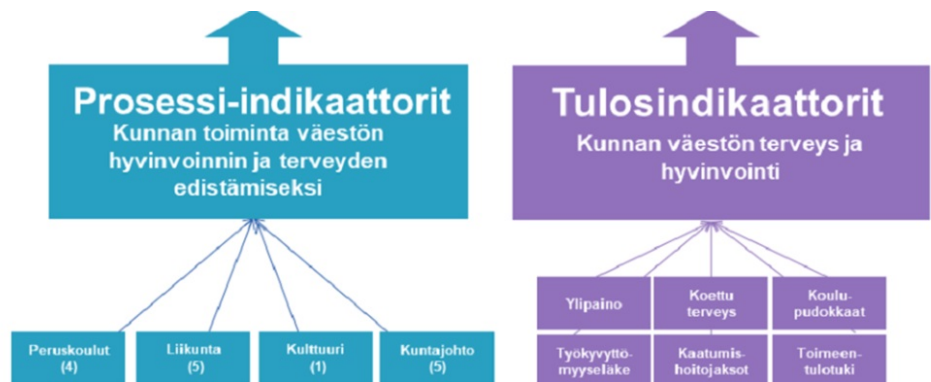 Prosessi-indikaattorit
Kunnan toiminta väestön
hyvinvoinnin ja terveyden
edistämiseksi
Peruskoulut
(4)
Liikunta
(5)
Kulttuuri
(1)
Kuntajohto
(5)
Tulosindikaattorit
Kunnan väestön terveys ja
hyvinvointi
Ylipaino
Koettu
terveys
Koulu-
pudokkaat
Työkyvyttö-
myyseläke
Kaatumis-
hoitojaksot
Toimeen-
tulotuki